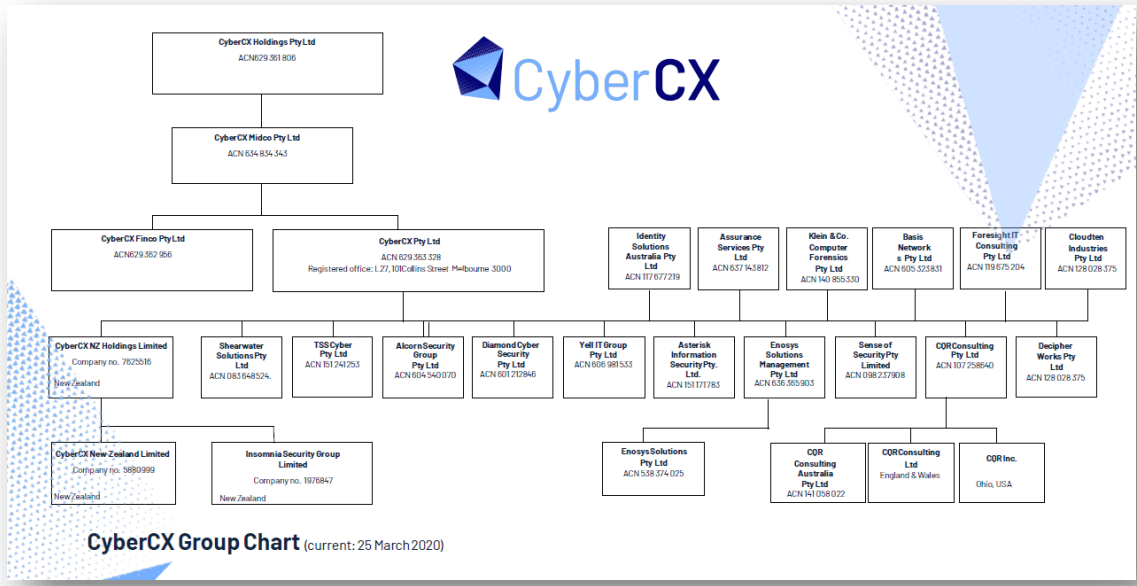 CyberCX Holdings Pty Ltd
ACN629 361 806
CyberCX
CyberCX Midco Pty Ltd
ACN 634 834 343
CyberCX Finco Pty Ltd
ACN629 362 956
CyberCX Pty Ltd
ACN 629 363 328
Registered office: L27,101Collins Street Melbourne 3000
Identity
Solutions
Australia Pty
Ltd
ACN 117 677 219
Assurance
Services Pty
Ltd
ACN 637 143 812
Klein & Co.
Computer
Forensics
Pty Ltd
ACN 140 855 330
Basis
Network
s Pty Ltd
ACN 605 323 831
Foresight IT
Consulting
Pty Ltd
ACN 119 675 204
Cloudten
Industries
Pty Ltd
ACN 128 028 375
CyberCX NZ Holdings Limited
Company no. 7625516
New Zealand
Shearwater
Solutions Pty
Ltd
ACN 083 648 524,
TSS Cyber
Pty Ltd
ACN 151 241 253
Alcorn Security
Group
Pty Ltd
ACN 604 540 070
Diamond Cyber
Security
Pty Ltd
ACN 601 212 846
Yell IT Group
Pty Ltd
ACN 606 981 533
Asterisk
Information
Security Pty.
Ltd.
ACN 151 171 783
Enosys
Solutions
Management
Pty Ltd
ACN 636 365 903
Sense of
Security Pty
Limited
ACN 098 237 908
CQR Consulting
Pty Ltd
ACN 107 258 640
Decipher
Works Pty
Ltd
ACN 128 028 375
CyberCX New Zealand Limited
Company no. 5880999
New Zealand
Insomnia Security Group
Limited
Company no. 1976847
New Zealand
Enosys Solutions
Pty Ltd
ACN 538 374 025
CQR
Consulting
Australia
Pty Ltd
ACN 141 058 022
CQR Consulting
Ltd
England & Wales
CQR Inc.
Ohio, USA
CyberCX Group Chart (current: 25 March 2020)